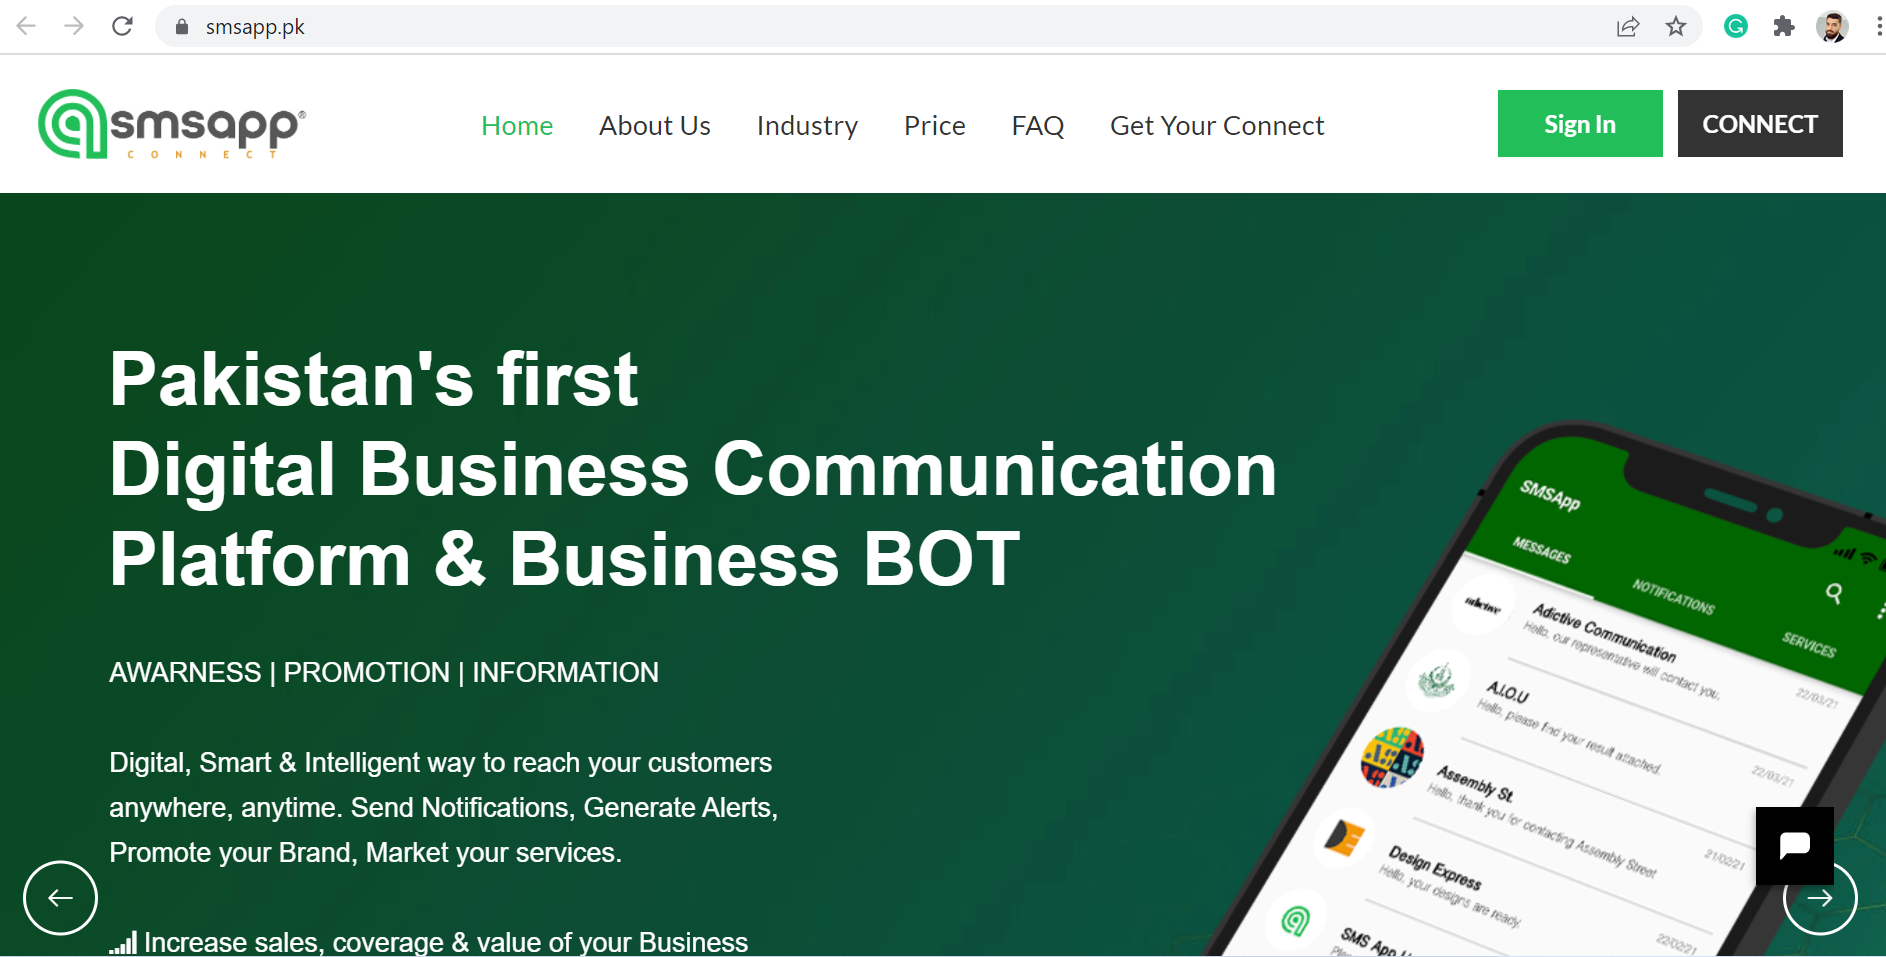 smsapp.pk
smsapp®
CONNECT
Home About Us Industry Price FAQ Get Your Connect
Sign In CONNECT
Pakistan's first
Digital Business Communication
Platform & Business BOT
AWARNESS | PROMOTION | INFORMATION
Digital, Smart & Intelligent way to reach your customers
anywhere, anytime. Send Notifications, Generate Alerts,
Promote your Brand, Market your services.
Increase sales, coverage & value of your Business
SMSApp
MESSAGES NOTIFICATIONS SERVICES
adictive
Adictive Communication
Hello, our representative will contact you.
22/03/21
A.I.O.U
Hello, please find your result attached.
22/03/21
Assembly St.
Hello, thank you for contacting Assembly Street
21/02/21
Design Express
Hello, your designs are ready.
22/02/21
SMS App